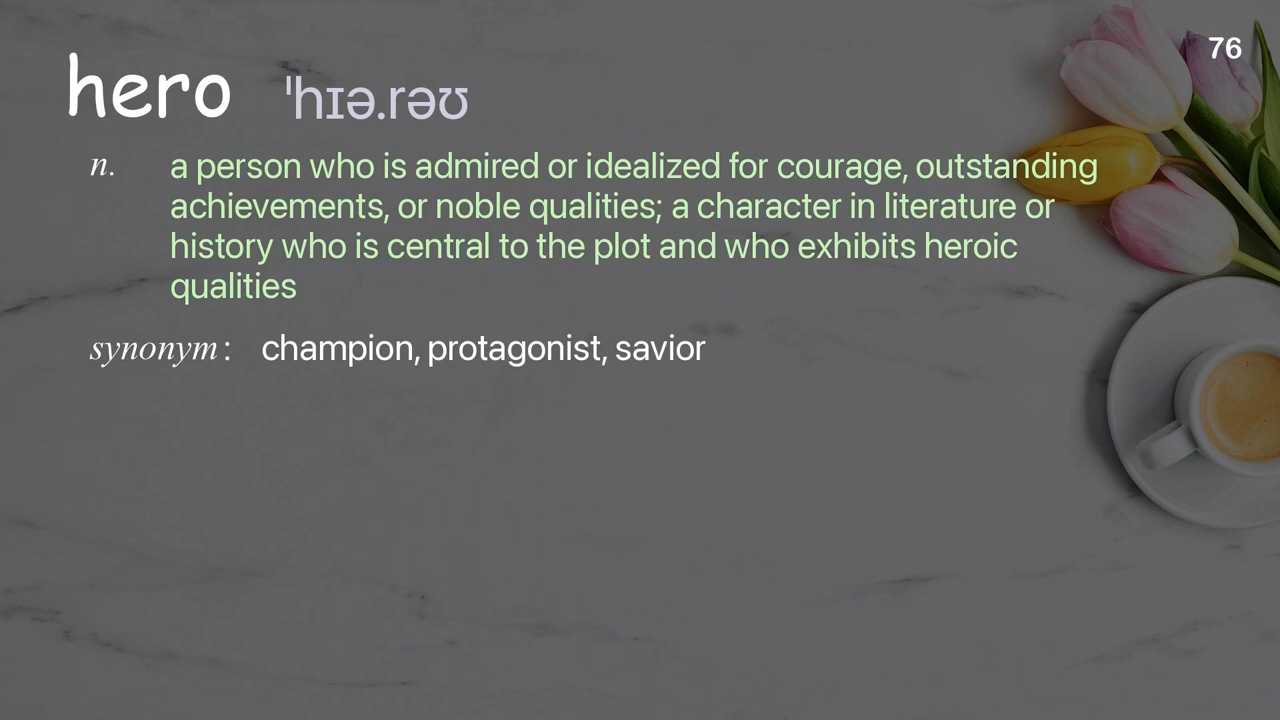 76
hero ˈhɪə.rəʊ
n. a person who is admired or idealized for courage, outstanding
achievements, or noble qualities; a character in literature or
history who is central to the plot and who exhibits heroic
qualities
synonym: champion, protagonist, savior